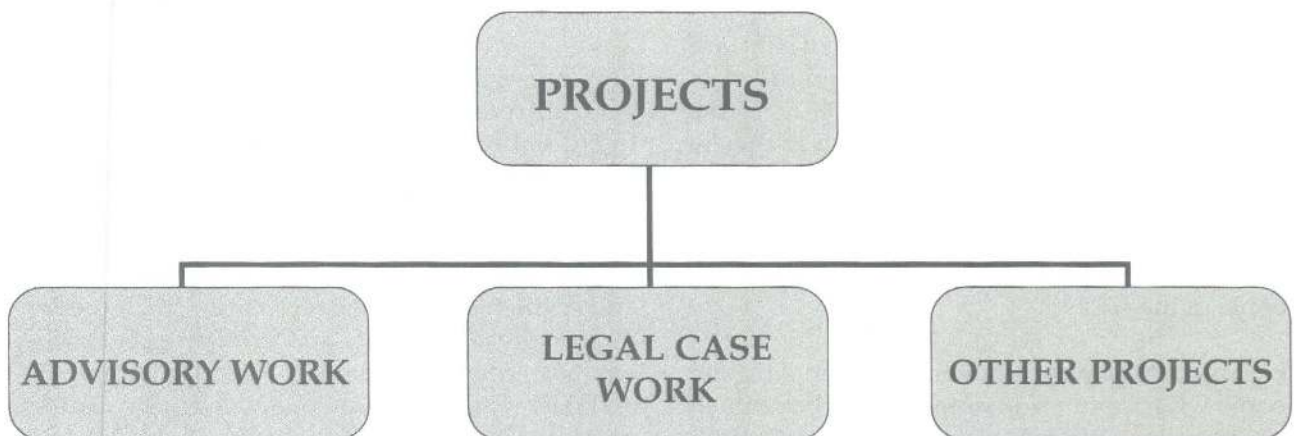 PROJECTS
ADVISORY WORK
LEGAL CASE
WORK
OTHER PROJECTS